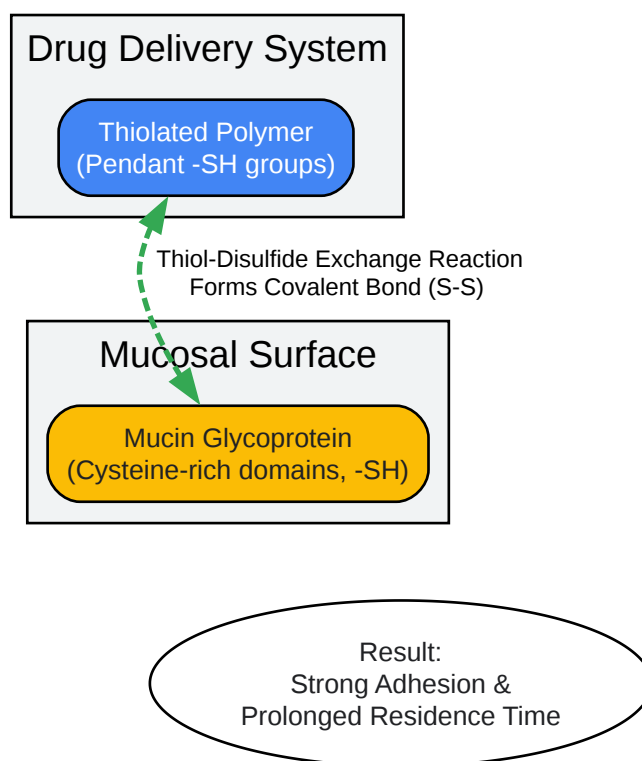 Drug Delivery System
Thiolated Polymer
(Pendant -SH groups)
Thiol-Disulfide Exchange Reaction
Forms Covalent Bond (S-S)
Mucosal Surface
Mucin Glycoprotein
(Cysteine-rich domains, -SH)
Result:
Strong Adhesion &
Prolonged Residence Time